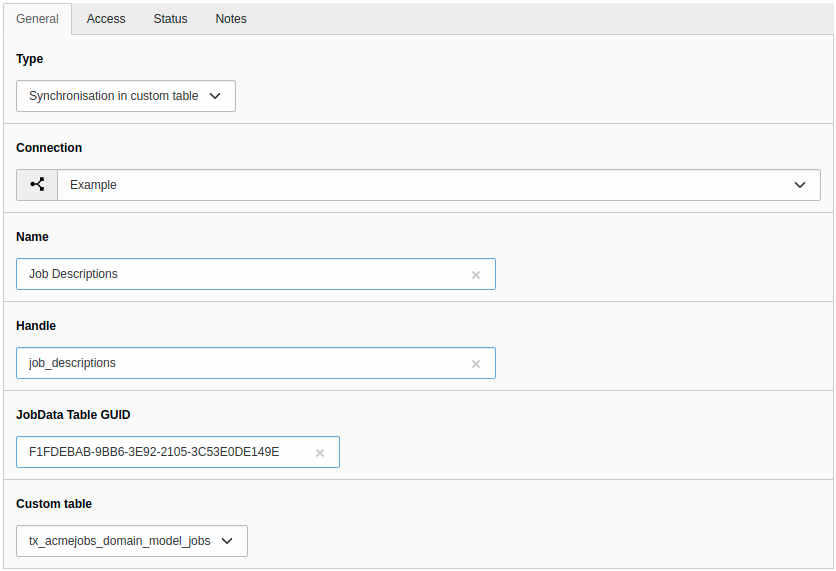 General Access Status Notes
Type
Synchronisation in custom table
Connection
Example
Name
Job Descriptions
Handle
job_descriptions
JobData Table GUID
F1FDEBAB-9BB6-3E92-2105-3C53E0DE149E
Custom table
tx_acmejobs_domain_model_jobs